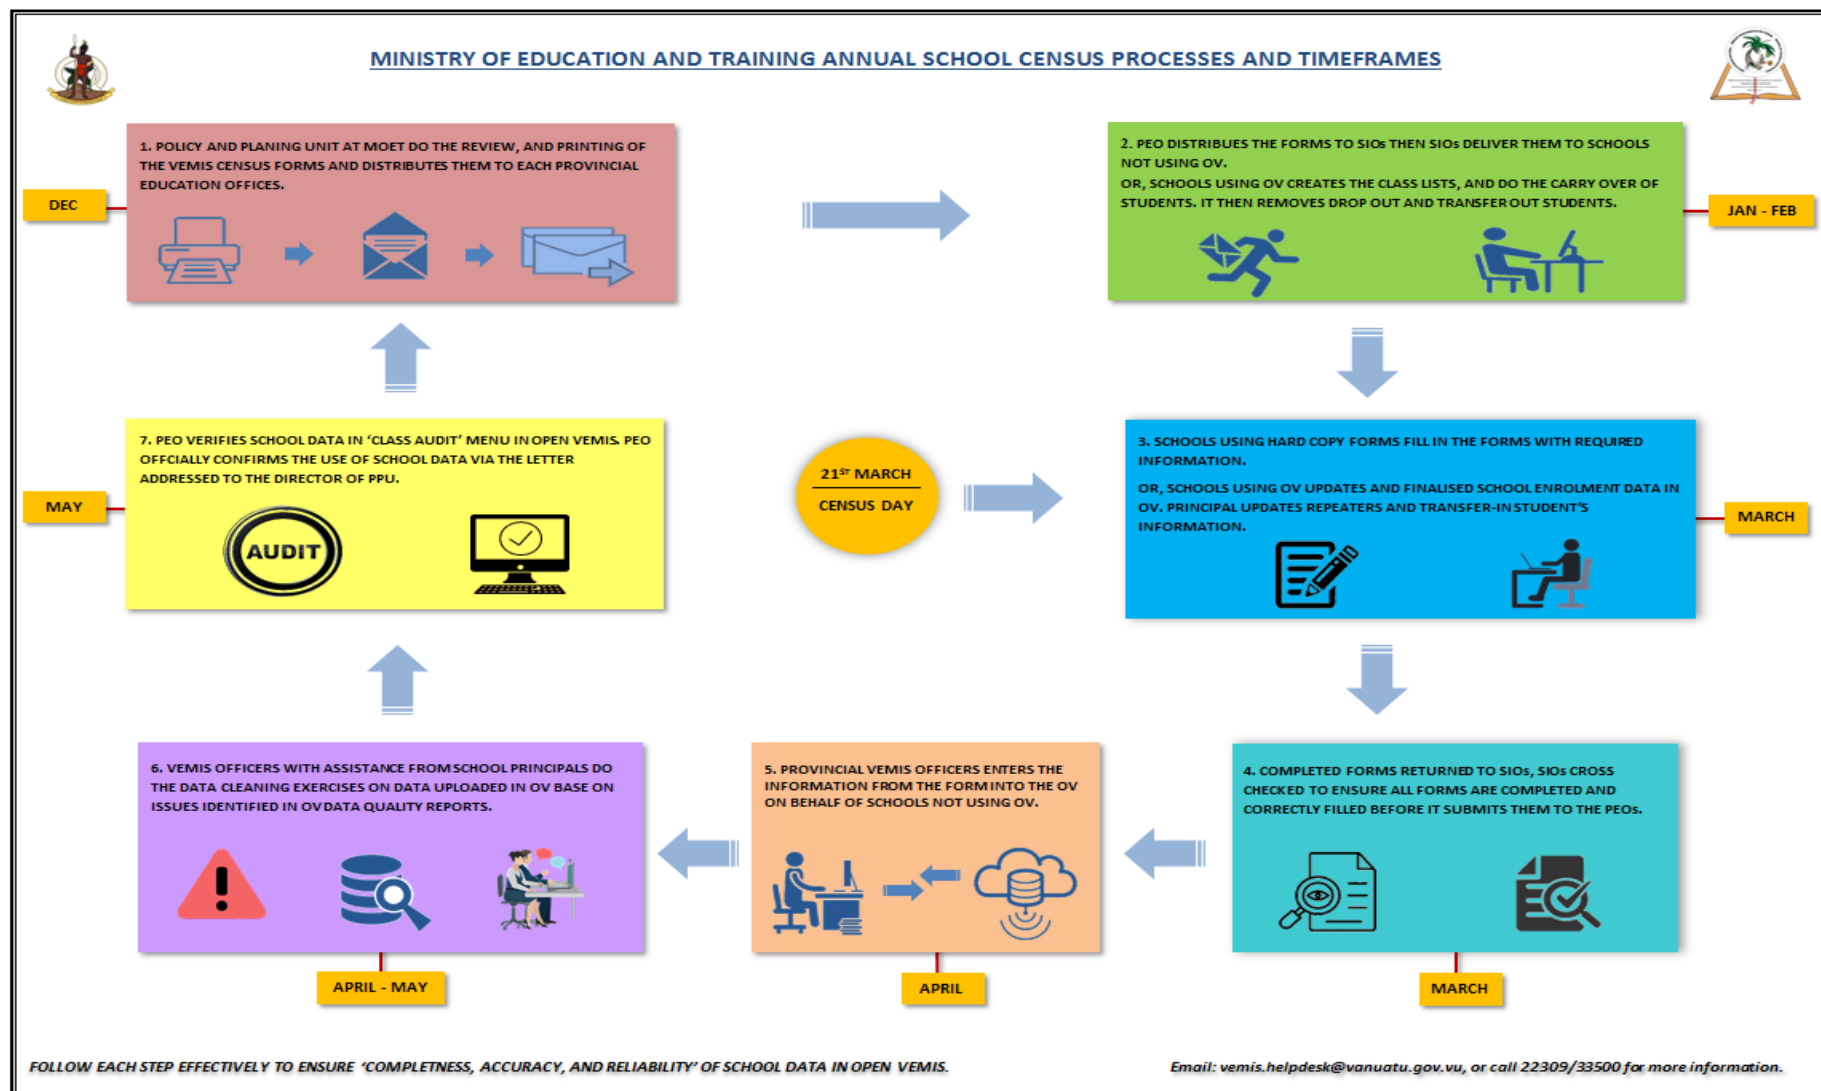 MINISTRY OF EDUCATION AND TRAINING ANNUAL SCHOOL CENSUS PROCESSES AND TIMEFRAMES
DEC
1. POLICY AND PLANING UNIT AT MOET DO THE REVIEW, AND PRINTING OF
THE VEMIS CENSUS FORMS AND DISTRIBUTES THEM TO EACH PROVINCIAL
EDUCATION OFFICES.
2. PEO DISTRIBUES THE FORMS TO SIOs THEN SIOs DELIVER THEM TO SCHOOLS
NOT USING OV.
OR, SCHOOLS USING OV CREATES THE CLASS LISTS, AND DO THE CARRY OVER OF
STUDENTS. IT THEN REMOVES DROP OUT AND TRANSFER OUT STUDENTS.
JAN - FEB
21ST MARCH
CENSUS DAY
3. SCHOOLS USING HARD COPY FORMS FILL IN THE FORMS WITH REQUIRED
INFORMATION.
OR, SCHOOLS USING OV UPDATES AND FINALISED SCHOOL ENROLMENT DATA IN
OV. PRINCIPAL UPDATES REPEATERS AND TRANSFER-IN STUDENT'S
INFORMATION.
MARCH
4. COMPLETED FORMS RETURNED TO SIOs, SIOs CROSS
CHECKED TO ENSURE ALL FORMS ARE COMPLETED AND
CORRECTLY FILLED BEFORE IT SUBMITS THEM TO THE PEOs.
MARCH
5. PROVINCIAL VEMIS OFFICERS ENTERS THE
INFORMATION FROM THE FORM INTO THE OV
ON BEHALF OF SCHOOLS NOT USING OV.
APRIL
6. VEMIS OFFICERS WITH ASSISTANCE FROM SCHOOL PRINCIPALS DO
THE DATA CLEANING EXERCISES ON DATA UPLOADED IN OV BASE ON
ISSUES IDENTIFIED IN OV DATA QUALITY REPORTS.
APRIL - MAY
7. PEO VERIFIES SCHOOL DATA IN 'CLASS AUDIT' MENU IN OPEN VEMIS. PEO
OFFCIALLY CONFIRMS THE USE OF SCHOOL DATA VIA THE LETTER
ADDRESSED TO THE DIRECTOR OF PPU.
AUDIT
MAY
FOLLOW EACH STEP EFFECTIVELY TO ENSURE 'COMPLETNESS, ACCURACY, AND RELIABILITY' OF SCHOOL DATA IN OPEN VEMIS.
Email: vemis.helpdesk@vanuatu.gov.vu, or call 22309/33500 for more information.